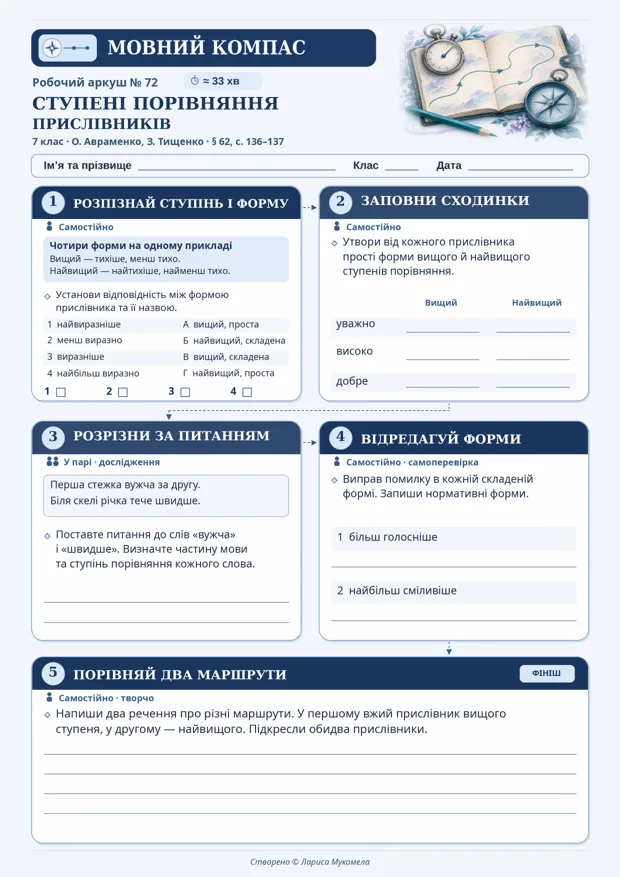 МОВНИЙ КОМПАС
Робочий аркуш № 72
≈ 33 хв
СТУПЕНІ ПОРІВНЯННЯ
ПРИСЛІВНИКІВ
7 клас · О. Авраменко, З. Тищенко · § 62, с. 136–137
Ім’я та прізвище Клас Дата
1 РОЗПІЗНАЙ СТУПІНЬ І ФОРМУ
Самостійно
Чотири форми на одному прикладі
Вищий — тихіше, менш тихо.
Найвищий — найтихіше, найменш тихо.
Установи відповідність між формою
прислівника та її назвою.
1 найвиразніше А вищий, проста
2 менш виразно Б найвищий, складена
3 виразніше В вищий, складена
4 найбільш виразно Г найвищий, проста
1 2 3 4
2 ЗАПОВНИ СХОДИНКИ
Самостійно
Утвори від кожного прислівника
прості форми вищого й найвищого
ступенів порівняння.
Вищий Найвищий
уважно
високо
добре
3 РОЗРІЗНИ ЗА ПИТАННЯМ
У парі · дослідження
Перша стежка вужча за другу.
Біля скелі річка тече швидше.
Поставте питання до слів «вужча»
і «швидше». Визначте частину мови
та ступінь порівняння кожного слова.
4 ВІДРЕДАГУЙ ФОРМИ
Самостійно · самоперевірка
Виправ помилку в кожній складеній
формі. Запиши нормативні форми.
1 більш голосніше
2 найбільш сміливіше
5 ПОРІВНЯЙ ДВА МАРШРУТИ
ФІНІШ
Самостійно · творчо
Напиши два речення про різні маршрути. У першому вжий прислівник вищого
ступеня, у другому — найвищого. Підкресли обидва прислівники.
Створено © Лариса Мукомела